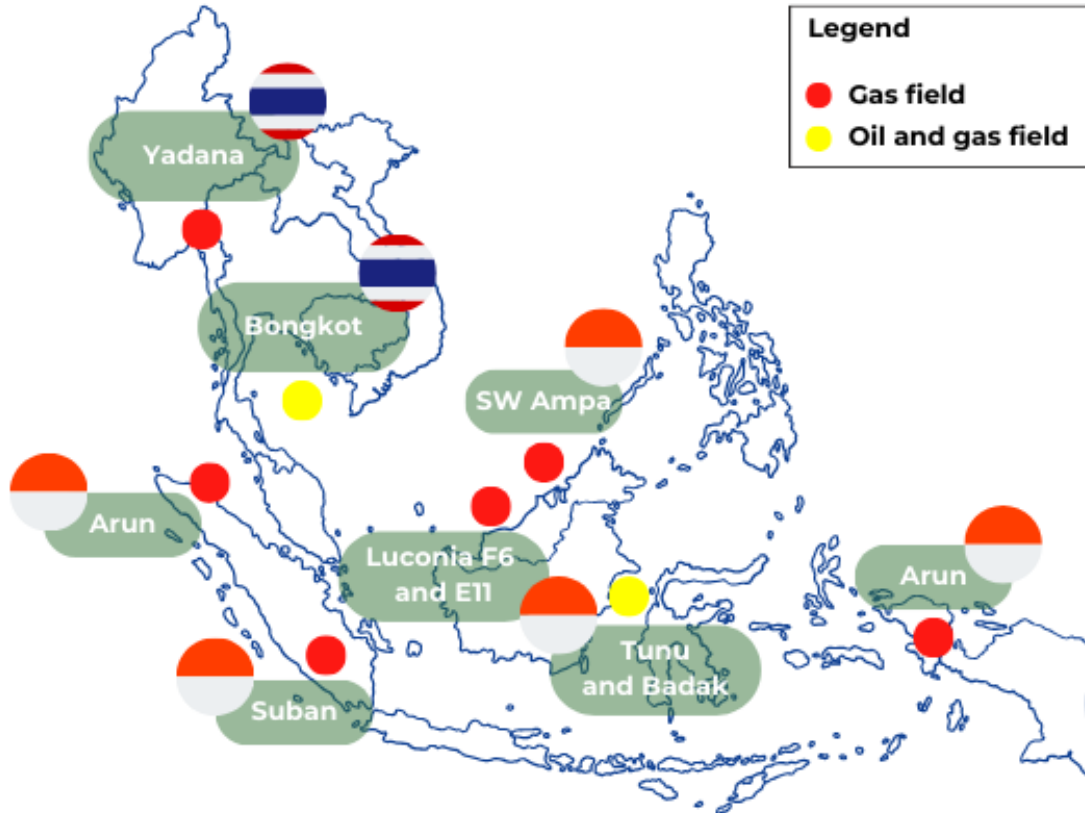 Legend
Gas field
Oil and gas field
Yadana
Bongkot
SW Ampa
Arun
Luconia F6
and E11
Arun
Tunu
and Badak
Suban